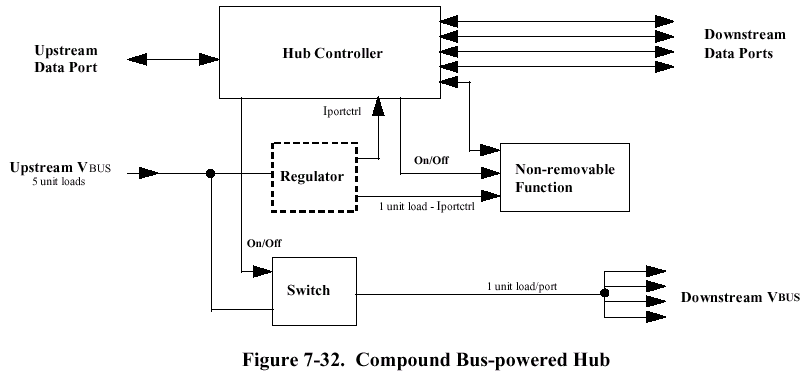 Hub Controller
Upstream
Data Port
Downstream
Data Ports
Iportctrl
Upstream VBUS
5 unit loads
Regulator
On/Off
Non-removable
Function
1 unit load - Iportctrl
On/Off
Switch
1 unit load/port
Downstream VBUS
Figure 7-32. Compound Bus-powered Hub